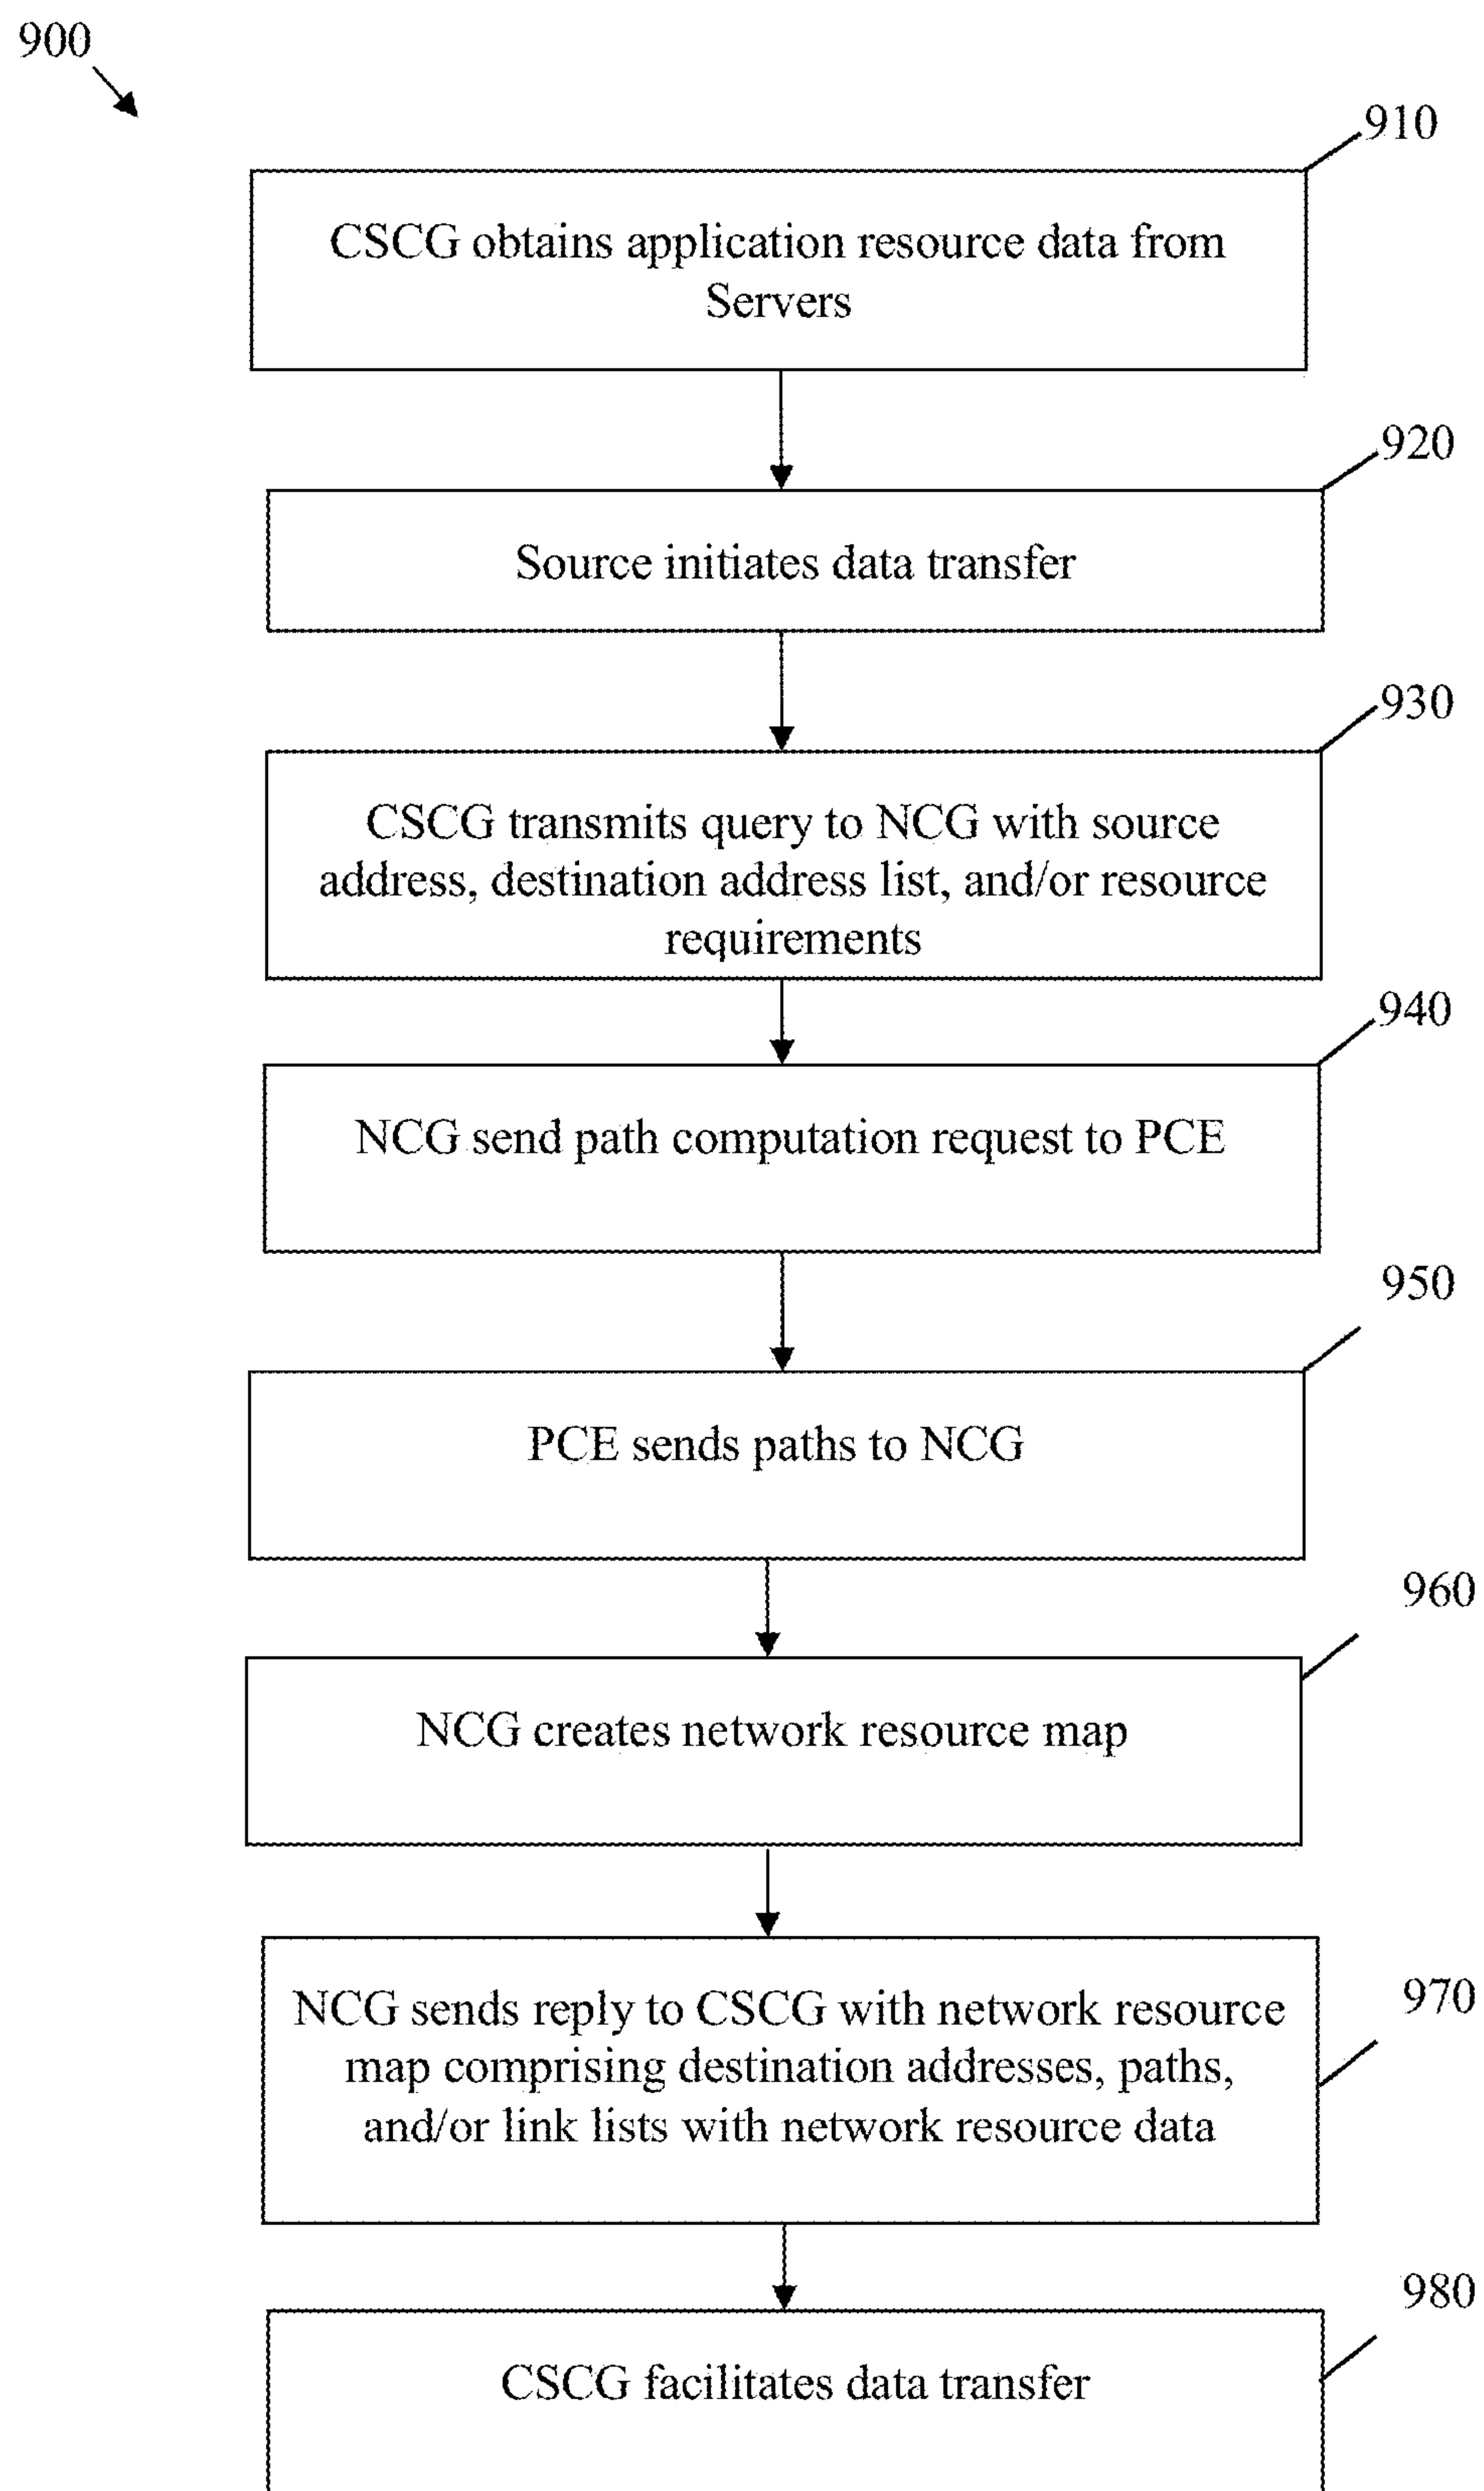 900
910
CSCG obtains application resource data from
Servers
920
Source initiates data transfer
930
CSCG transmits query to NCG with source
address, destination address list, and/or resource
requirements
940
NCG send path computation request to PCE
950
PCE sends paths to NCG
960
NCG creates network resource map
970
NCG sends reply to CSCG with network resource
map comprising destination addresses, paths,
and/or link lists with network resource data
980
CSCG facilitates data transfer